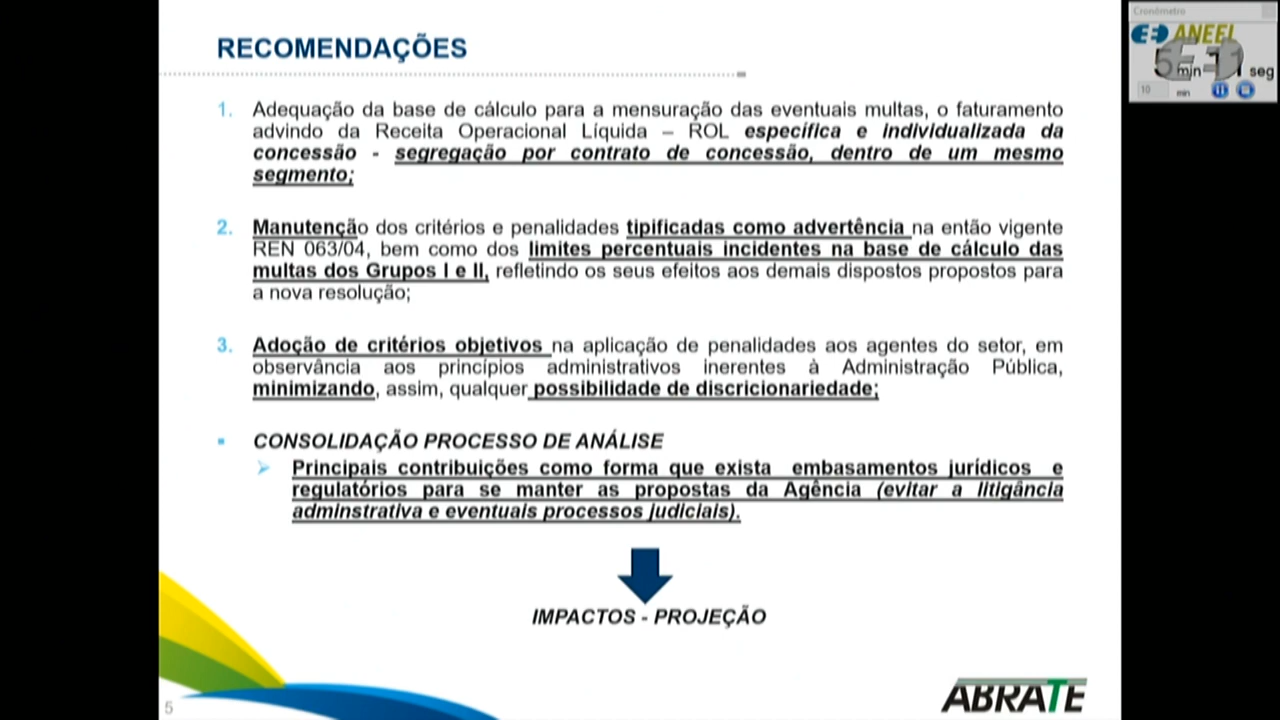 RECOMENDAÇÕES
1. Adequação da base de cálculo para a mensuração das eventuais multas, o faturamento
advindo da Receita Operacional Líquida – ROL específica e individualizada da
concessão - segregação por contrato de concessão, dentro de um mesmo
segmento;
2. Manutenção dos critérios e penalidades tipificadas como advertência na então vigente
REN 063/04, bem como dos limites percentuais incidentes na base de cálculo das
multas dos Grupos I e II, refletindo os seus efeitos aos demais dispostos propostos para
a nova resolução;
3. Adoção de critérios objetivos na aplicação de penalidades aos agentes do setor, em
observância aos princípios administrativos inerentes à Administração Pública,
minimizando, assim, qualquer possibilidade de discricionariedade;
▪ CONSOLIDAÇÃO PROCESSO DE ANÁLISE
➢ Principais contribuições como forma que exista embasamentos jurídicos e
regulatórios para se manter as propostas da Agência (evitar a litigância
adminstrativa e eventuais processos judiciais).
IMPACTOS - PROJEÇÃO
5
ABRATE
Cronômetro
ANEEL
min seg
10
min